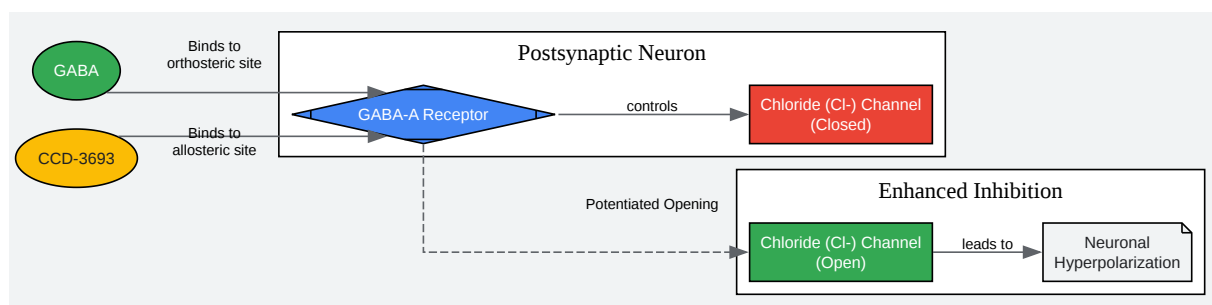 GABA
Binds to
orthosteric site
Postsynaptic Neuron
GABA-A Receptor
controls
Chloride (Cl-) Channel
(Closed)
CCD-3693
Binds to
allosteric site
Potentiated Opening
Enhanced Inhibition
Chloride (Cl-) Channel
(Open)
leads to
Neuronal
Hyperpolarization